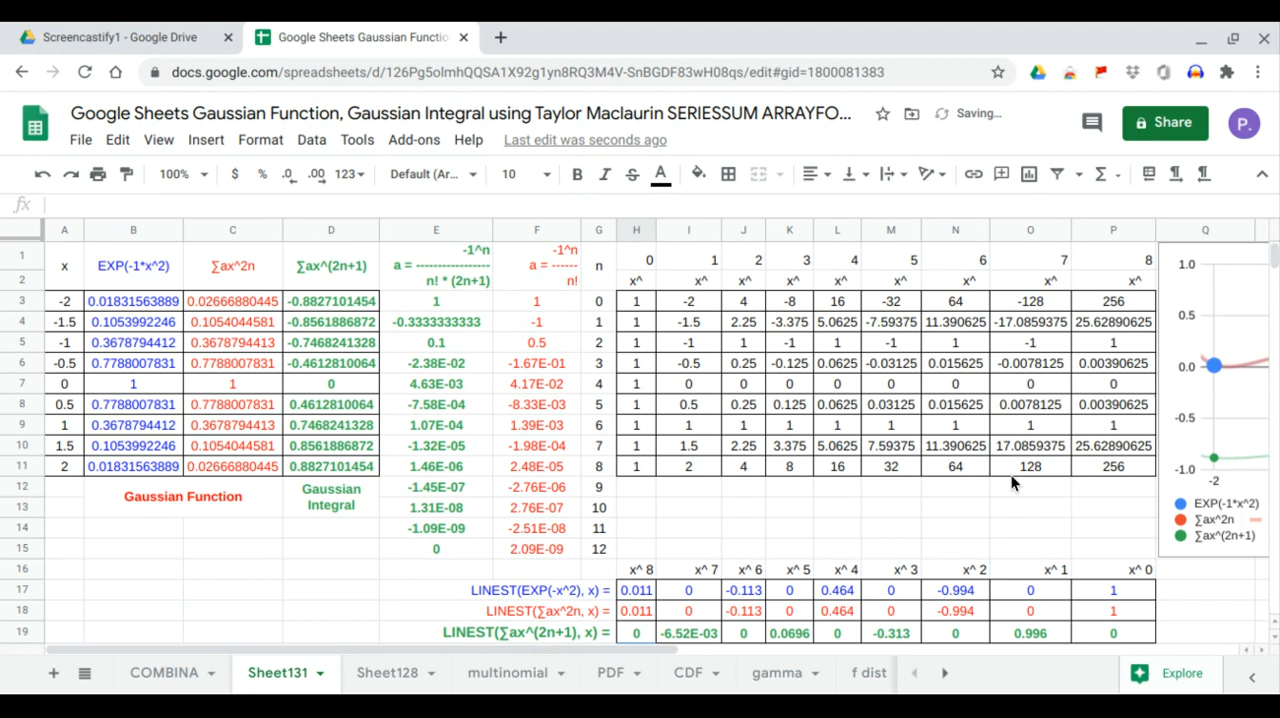 Screencastify1 - Google Drive
Google Sheets Gaussian Functio
docs.google.com/spreadsheets/d/126Pg5olmhQQSA1X92g1yn8RQ3M4V-SnBGDF83wH08qs/edit#gid=1800081383
Google Sheets Gaussian Function, Gaussian Integral using Taylor Maclaurin SERIESSUM ARRAYFO...
Saving...
Share
P.
File Edit View Insert Format Data Tools Add-ons Help Last edit was seconds ago
100% $ % .0 .00 123 Default (Ar... 10 B I S A
fx
A B C D E F G H I J K L M N O P Q
1 -1^n -1^n 0 1 2 3 4 5 6 7 8 1.0
x EXP(-1*x^2) ∑ax^2n ∑ax^(2n+1) a = ----------------- a = ------ n
2 n! * (2n+1) n! x^ x^ x^ x^ x^ x^ x^ x^ x^
3 -2 0.01831563889 0.02666880445 -0.8827101454 1 1 0 1 -2 4 -8 16 -32 64 -128 256
4 -1.5 0.1053992246 0.1054044581 -0.8561886872 -0.3333333333 -1 1 1 -1.5 2.25 -3.375 5.0625 -7.59375 11.390625 -17.0859375 25.62890625 0.5
5 -1 0.3678794412 0.3678794413 -0.7468241328 0.1 0.5 2 1 -1 1 -1 1 -1 1 -1 1
6 -0.5 0.7788007831 0.7788007831 -0.4612810064 -2.38E-02 -1.67E-01 3 1 -0.5 0.25 -0.125 0.0625 -0.03125 0.015625 -0.0078125 0.00390625 0.0
7 0 1 1 0 4.63E-03 4.17E-02 4 1 0 0 0 0 0 0 0 0
8 0.5 0.7788007831 0.7788007831 0.4612810064 -7.58E-04 -8.33E-03 5 1 0.5 0.25 0.125 0.0625 0.03125 0.015625 0.0078125 0.00390625
9 1 0.3678794412 0.3678794413 0.7468241328 1.07E-04 1.39E-03 6 1 1 1 1 1 1 1 1 1 -0.5
10 1.5 0.1053992246 0.1054044581 0.8561886872 -1.32E-05 -1.98E-04 7 1 1.5 2.25 3.375 5.0625 7.59375 11.390625 17.0859375 25.62890625
11 2 0.01831563889 0.02666880445 0.8827101454 1.46E-06 2.48E-05 8 1 2 4 8 16 32 64 128 256 -1.0
12 -1.45E-07 -2.76E-06 9 -2
Gaussian Function Gaussian
Integral
13 1.31E-08 2.76E-07 10 EXP(-1*x^2)
14 -1.09E-09 -2.51E-08 11 ∑ax^2n
15 0 2.09E-09 12 ∑ax^(2n+1)
16 x^ 8 x^ 7 x^ 6 x^ 5 x^ 4 x^ 3 x^ 2 x^ 1 x^ 0
17 LINEST(EXP(-x^2), x) = 0.011 0 -0.113 0 0.464 0 -0.994 0 1
18 LINEST(∑ax^2n, x) = 0.011 0 -0.113 0 0.464 0 -0.994 0 1
19 LINEST(∑ax^(2n+1), x) = 0 -6.52E-03 0 0.0696 0 -0.313 0 0.996 0
COMBINA Sheet131 Sheet128 multinomial PDF CDF gamma f dist Explore